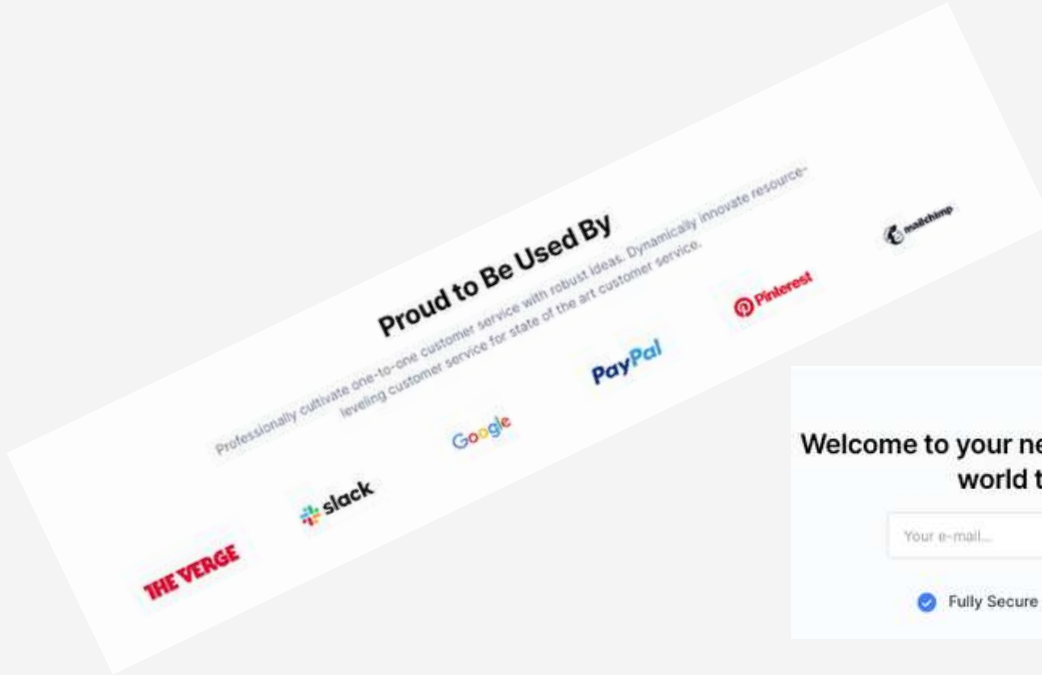 Proud to Be Used By
Professionally cultivate one-to-one customer service with robust ideas. Dynamically innovate resource-
leveling customer service for state of the art customer service.
THE VERGE
slack
Google
PayPal
Pinterest
mailchimp
Welcome to your ne
world t
Your e-mail...
Fully Secure